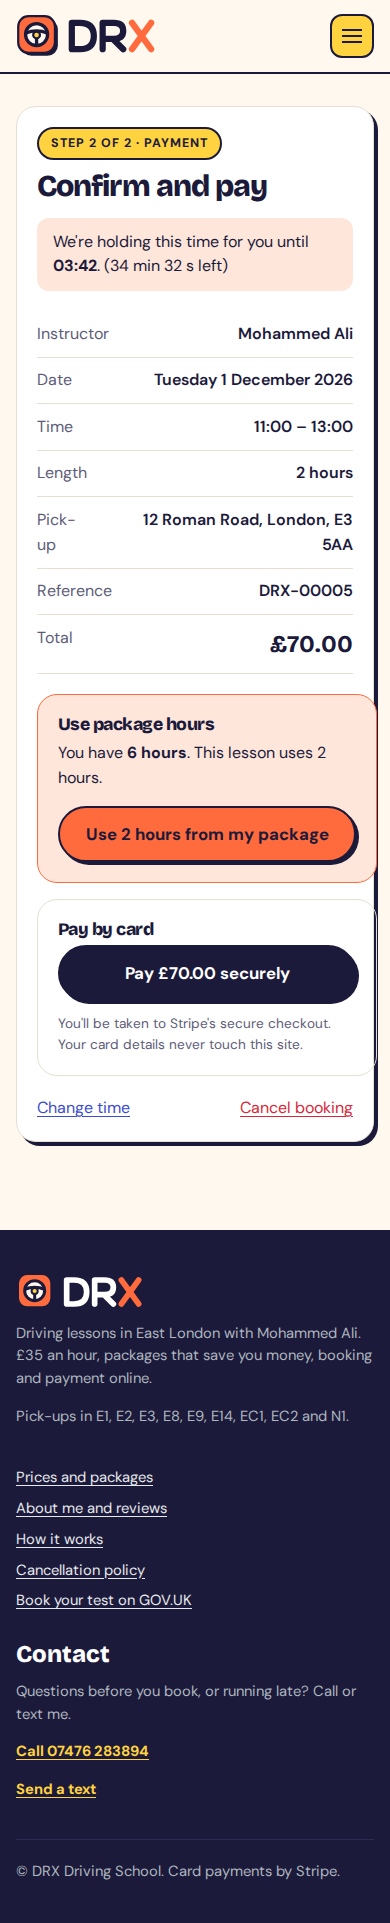 DRX
STEP 2 OF 2 · PAYMENT
Confirm and pay
We're holding this time for you until
03:42. (34 min 32 s left)
Instructor Mohammed Ali
Date Tuesday 1 December 2026
Time 11:00 – 13:00
Length 2 hours
Pick-up 12 Roman Road, London, E3 5AA
Reference DRX-00005
Total £70.00
Use package hours
You have 6 hours. This lesson uses 2
hours.
Use 2 hours from my package
Pay by card
Pay £70.00 securely
You'll be taken to Stripe's secure checkout.
Your card details never touch this site.
Change time Cancel booking
DRX
Driving lessons in East London with Mohammed Ali.
£35 an hour, packages that save you money, booking
and payment online.
Pick-ups in E1, E2, E3, E8, E9, E14, EC1, EC2 and N1.
Prices and packages
About me and reviews
How it works
Cancellation policy
Book your test on GOV.UK
Contact
Questions before you book, or running late? Call or
text me.
Call 07476 283894
Send a text
© DRX Driving School. Card payments by Stripe.